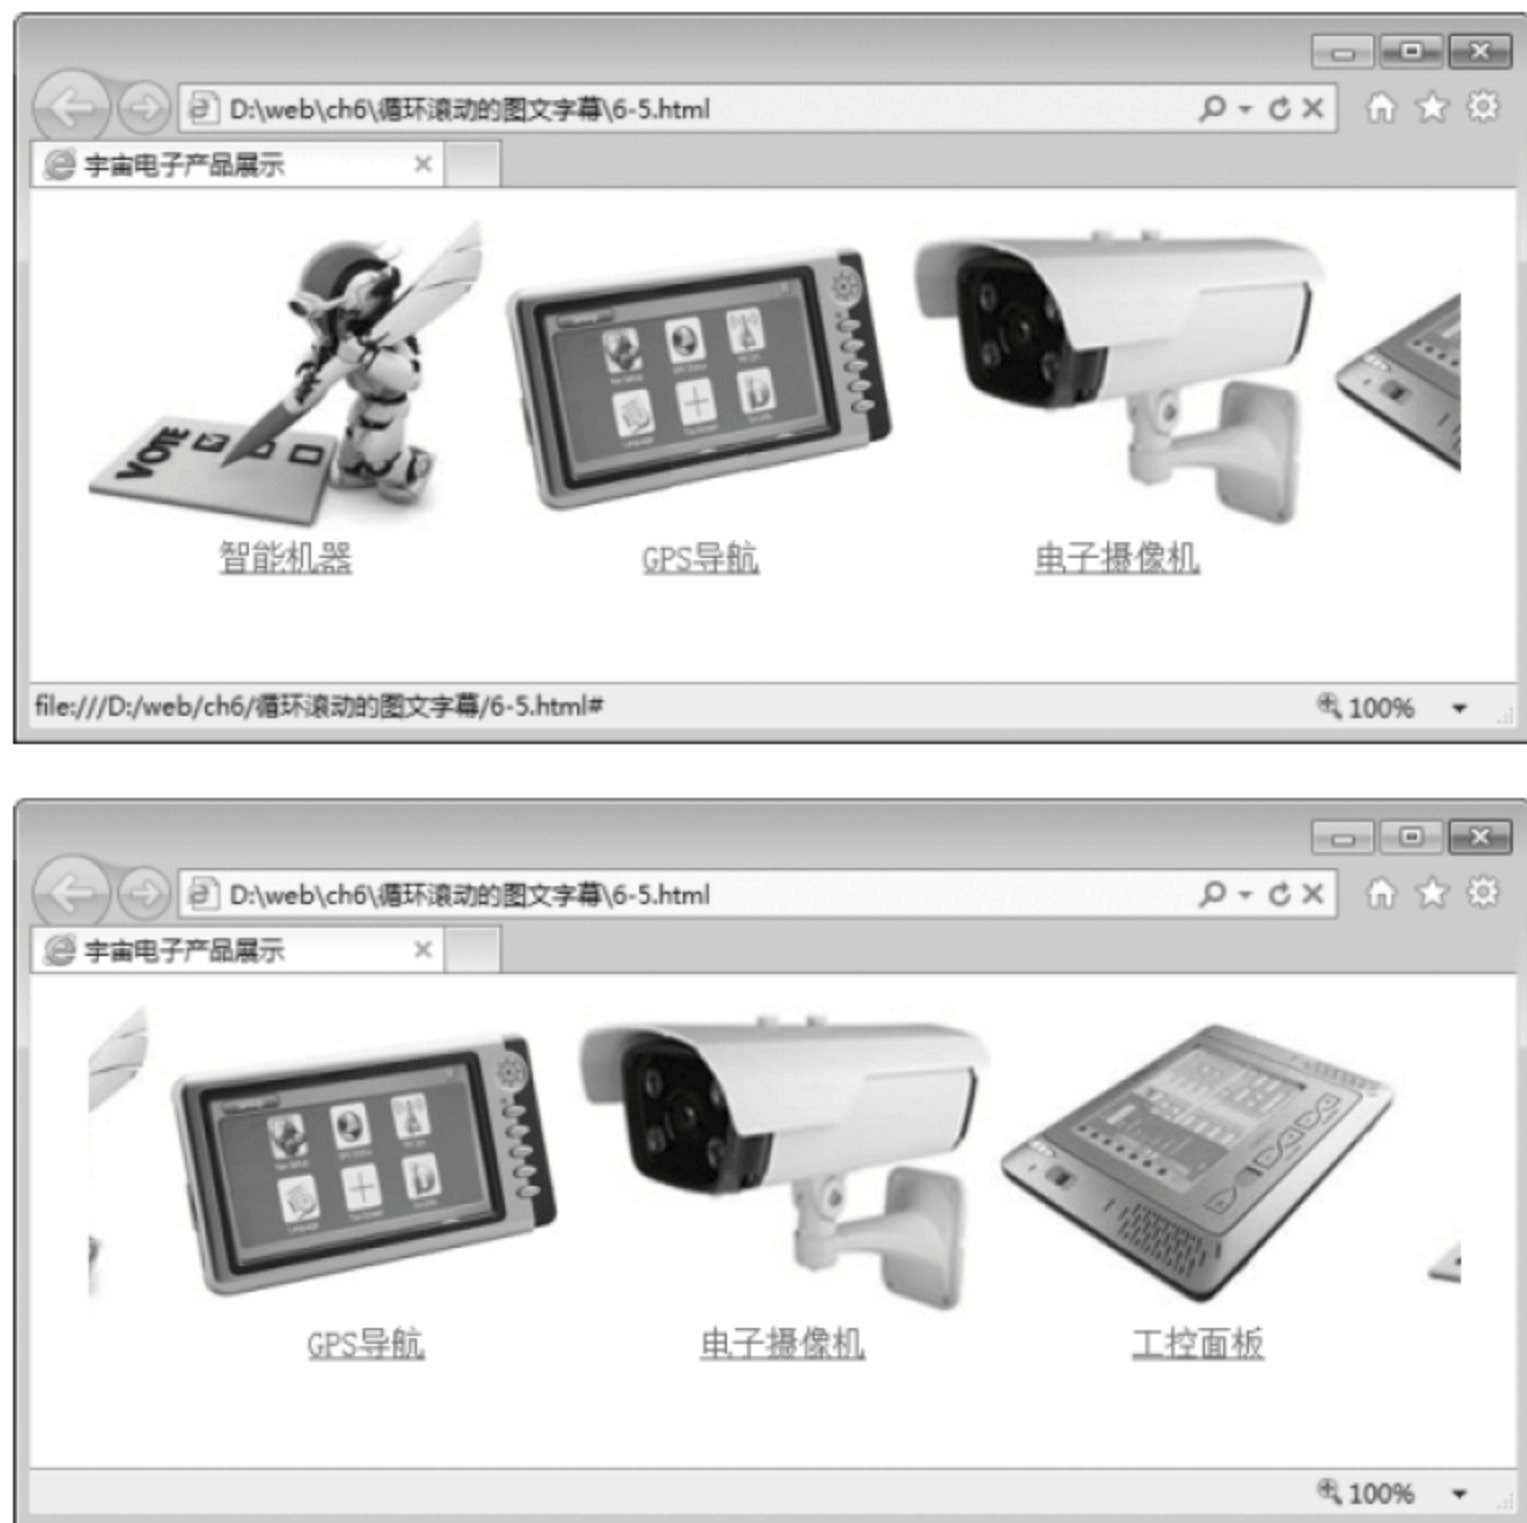 D:\web\ch6\循环滚动的图文字幕\6-5.html
宇宙电子产品展示
VOTE
智能机器
GPS导航
电子摄像机
file:///D:/web/ch6/循环滚动的图文字幕/6-5.html#
100%
D:\web\ch6\循环滚动的图文字幕\6-5.html
宇宙电子产品展示
GPS导航
电子摄像机
工控面板
100%